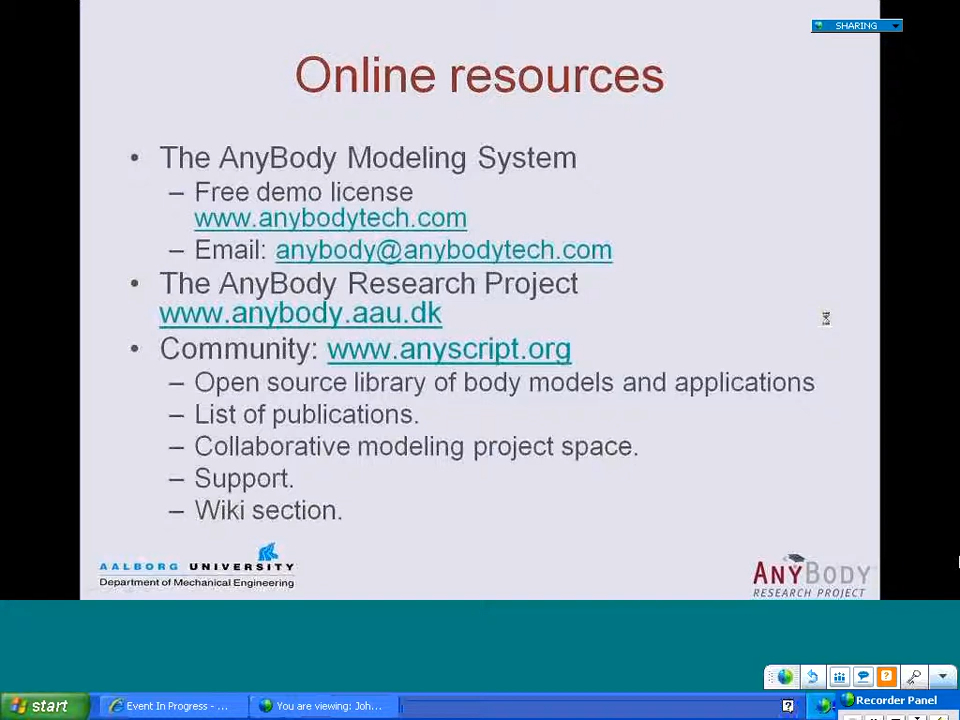 SHARING
Online resources
• The AnyBody Modeling System
– Free demo license
www.anybodytech.com
– Email: anybody@anybodytech.com
• The AnyBody Research Project
www.anybody.aau.dk
• Community: www.anyscript.org
– Open source library of body models and applications
– List of publications.
– Collaborative modeling project space.
– Support.
– Wiki section.
AALBORG UNIVERSITY
Department of Mechanical Engineering
ANYBODY
RESEARCH PROJECT
start
Event In Progress - ...
You are viewing: Joh...
Recorder Panel